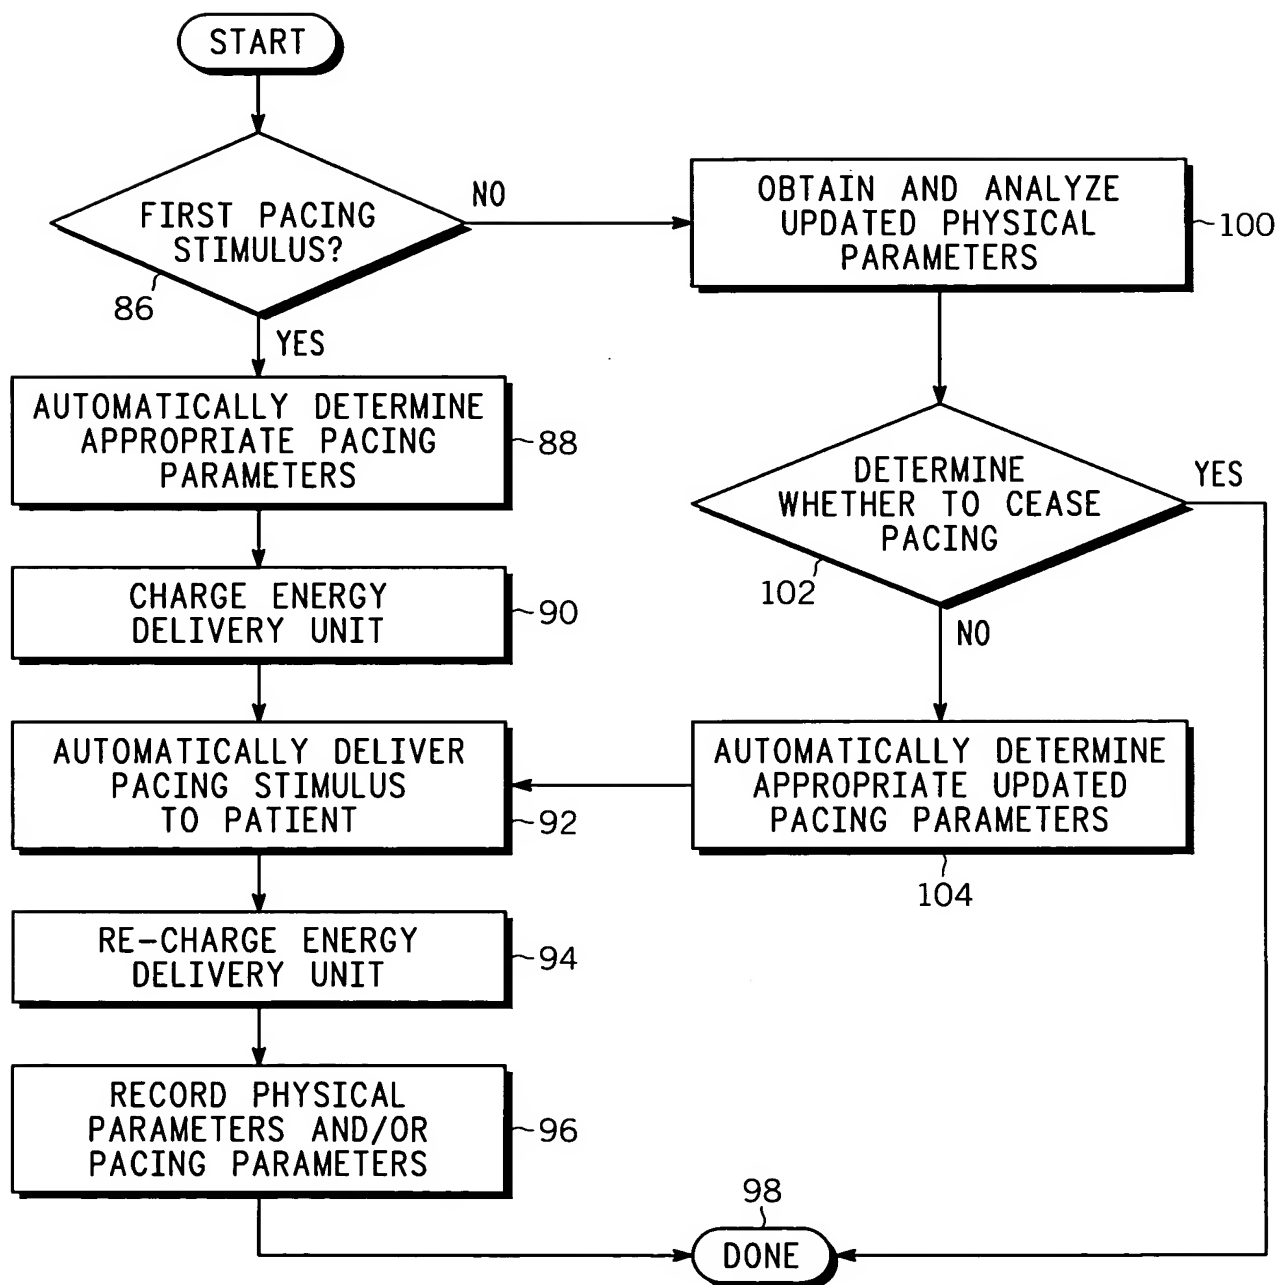 START
FIRST PACING
STIMULUS?
86
NO
YES
AUTOMATICALLY DETERMINE
APPROPRIATE PACING
PARAMETERS
88
CHARGE ENERGY
DELIVERY UNIT
90
AUTOMATICALLY DELIVER
PACING STIMULUS
TO PATIENT
92
RE-CHARGE ENERGY
DELIVERY UNIT
94
RECORD PHYSICAL
PARAMETERS AND/OR
PACING PARAMETERS
96
OBTAIN AND ANALYZE
UPDATED PHYSICAL
PARAMETERS
100
DETERMINE
WHETHER TO CEASE
PACING
102
YES
NO
AUTOMATICALLY DETERMINE
APPROPRIATE UPDATED
PACING PARAMETERS
104
98
DONE